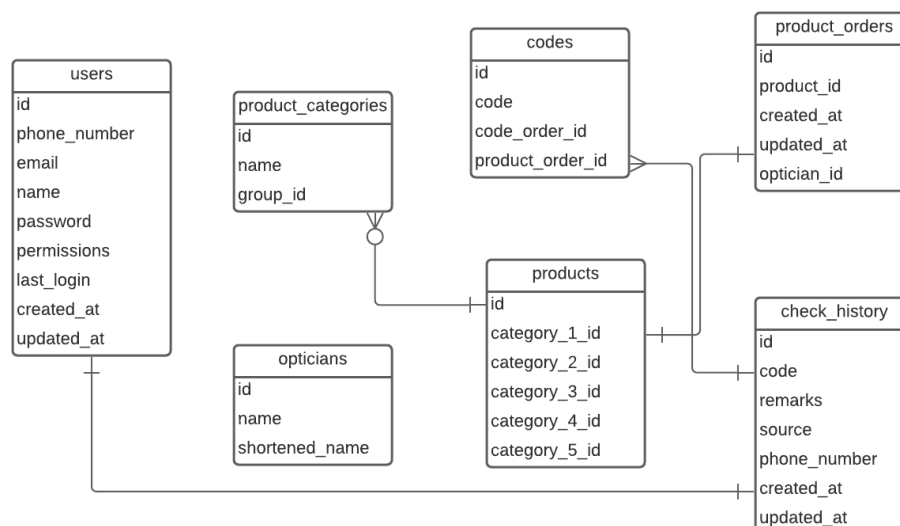 users
id
phone_number
email
name
password
permissions
last_login
created_at
updated_at
product_categories
id
name
group_id
opticians
id
name
shortened_name
codes
id
code
code_order_id
product_order_id
products
id
category_1_id
category_2_id
category_3_id
category_4_id
category_5_id
product_orders
id
product_id
created_at
updated_at
optician_id
check_history
id
code
remarks
source
phone_number
created_at
updated_at